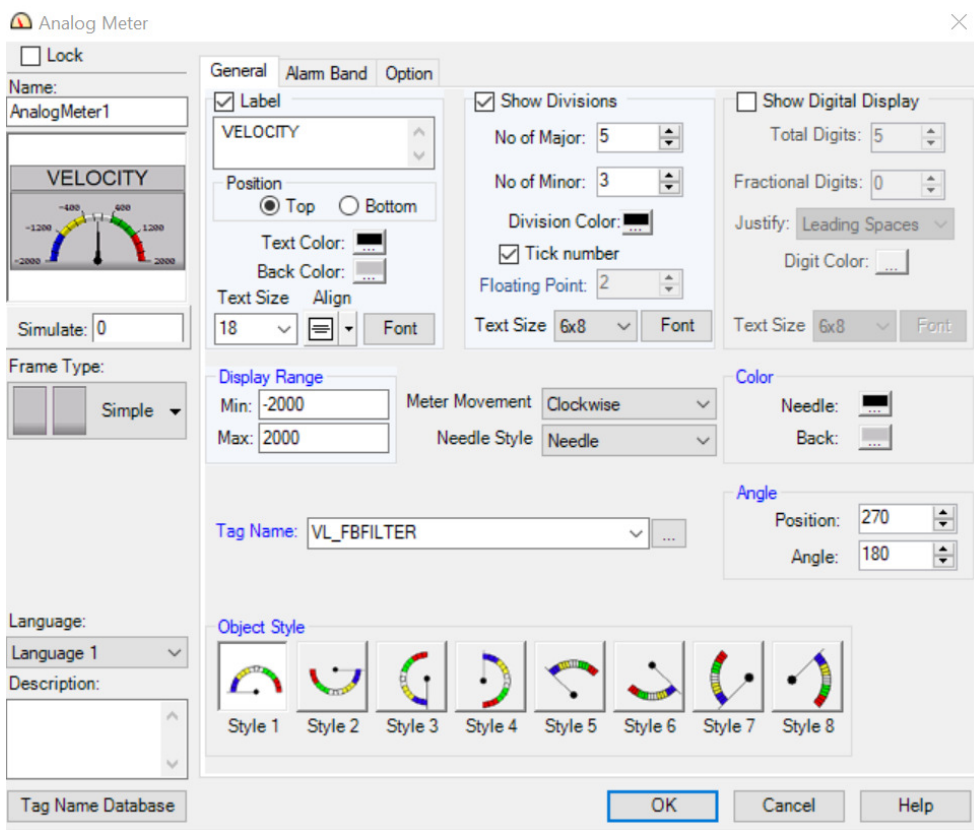 Analog Meter
Lock
Name:
AnalogMeter1
VELOCITY
-400 400
-1200 1200
-2000 2000
Simulate: 0
Frame Type:
Simple
Language:
Language 1
Description:
Tag Name Database
General Alarm Band Option
Label
VELOCITY
Position
Top Bottom
Text Color: ...
Back Color: ...
Text Size Align
18 Font
Show Divisions
No of Major: 5
No of Minor: 3
Division Color: ...
Tick number
Floating Point: 2
Text Size 6x8 Font
Show Digital Display
Total Digits: 5
Fractional Digits: 0
Justify: Leading Spaces
Digit Color: ...
Text Size 6x8 Font
Display Range
Min: -2000
Max: 2000
Meter Movement Clockwise
Needle Style Needle
Color
Needle: ...
Back: ...
Tag Name: VL_FBFILTER ...
Angle
Position: 270
Angle: 180
Object Style
Style 1 Style 2 Style 3 Style 4 Style 5 Style 6 Style 7 Style 8
OK Cancel Help